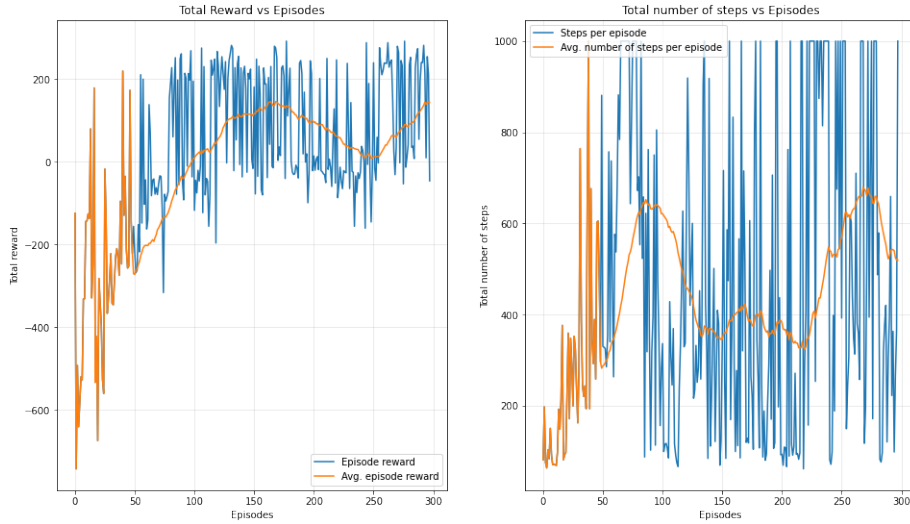 Total Reward vs Episodes
Total reward
200
0
−200
−400
−600
0 50 100 150 200 250 300
Episodes
Episode reward
Avg. episode reward
Total number of steps vs Episodes
Total number of steps
1000
800
600
400
200
0 50 100 150 200 250 300
Episodes
Steps per episode
Avg. number of steps per episode